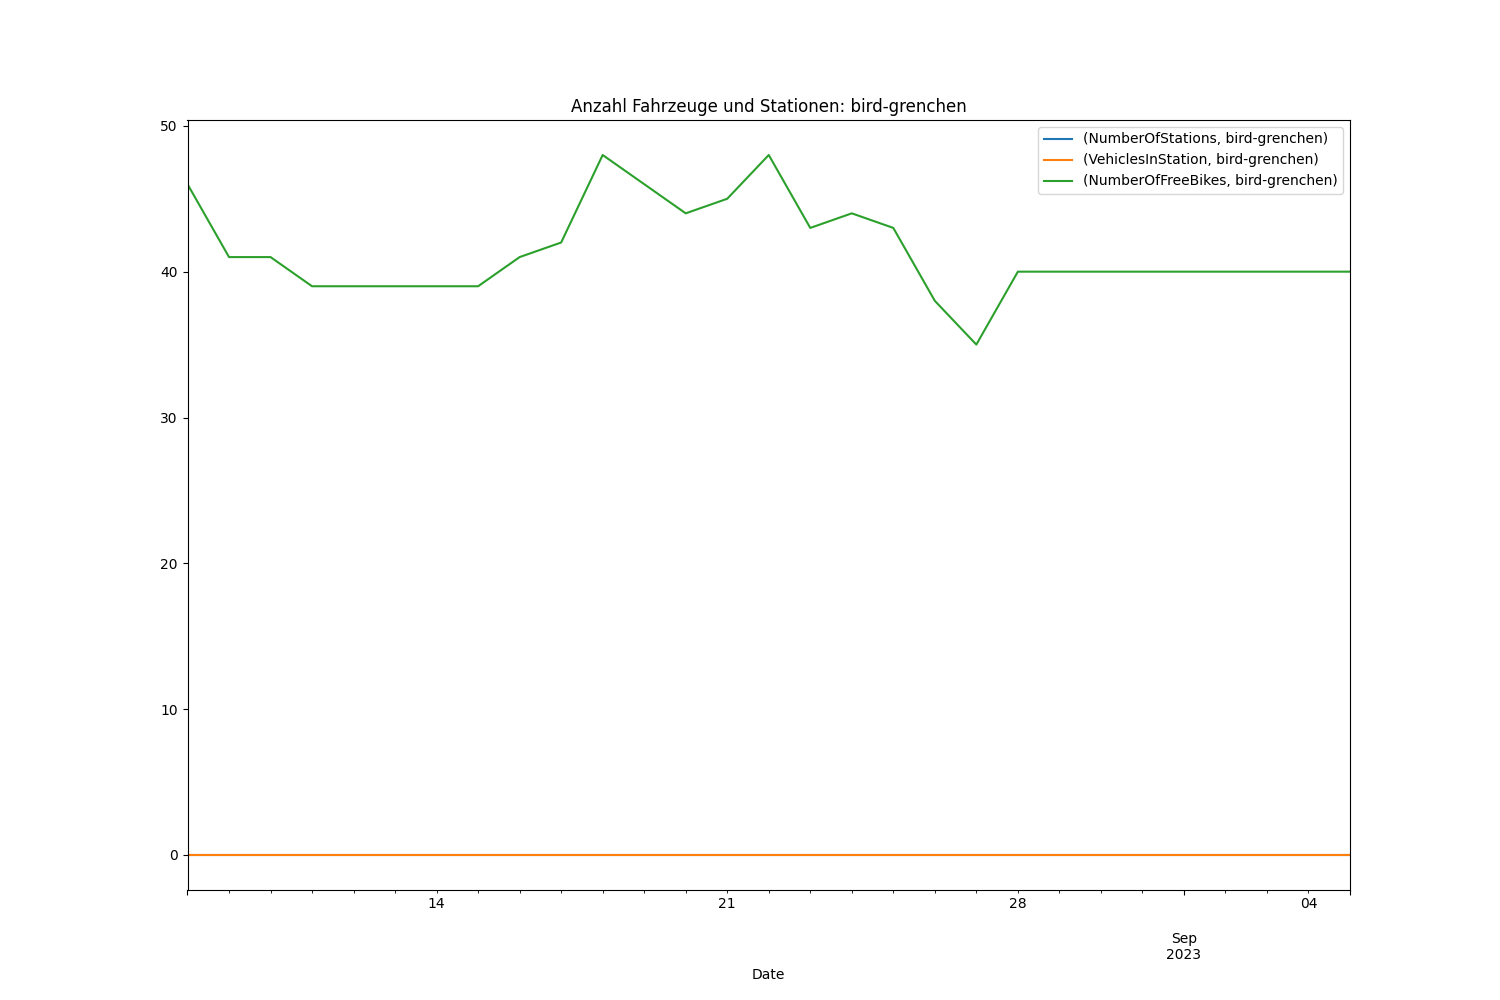 Anzahl Fahrzeuge und Stationen: bird-grenchen
(NumberOfStations, bird-grenchen)
(VehiclesInStation, bird-grenchen)
(NumberOfFreeBikes, bird-grenchen)
50
40
30
20
10
0
14
21
28
04
Sep
2023
Date